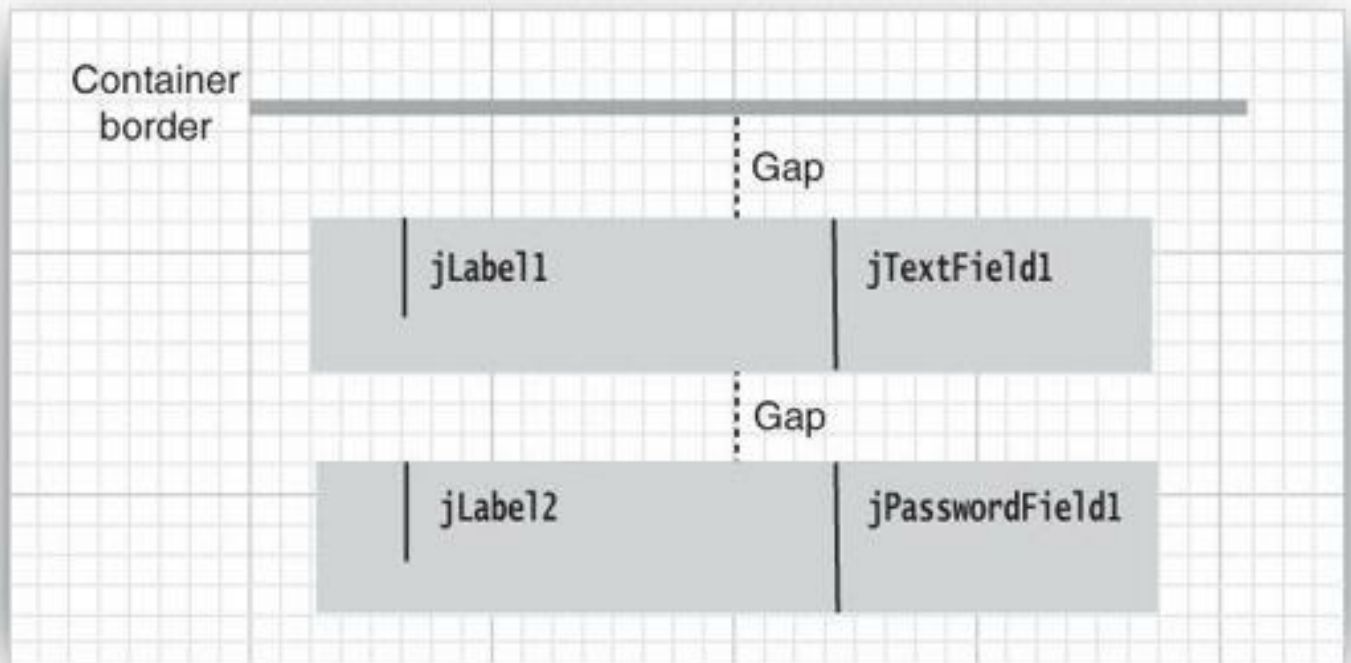 Container
border
Gap
jLabel1
jTextField1
Gap
jLabel2
jPasswordField1